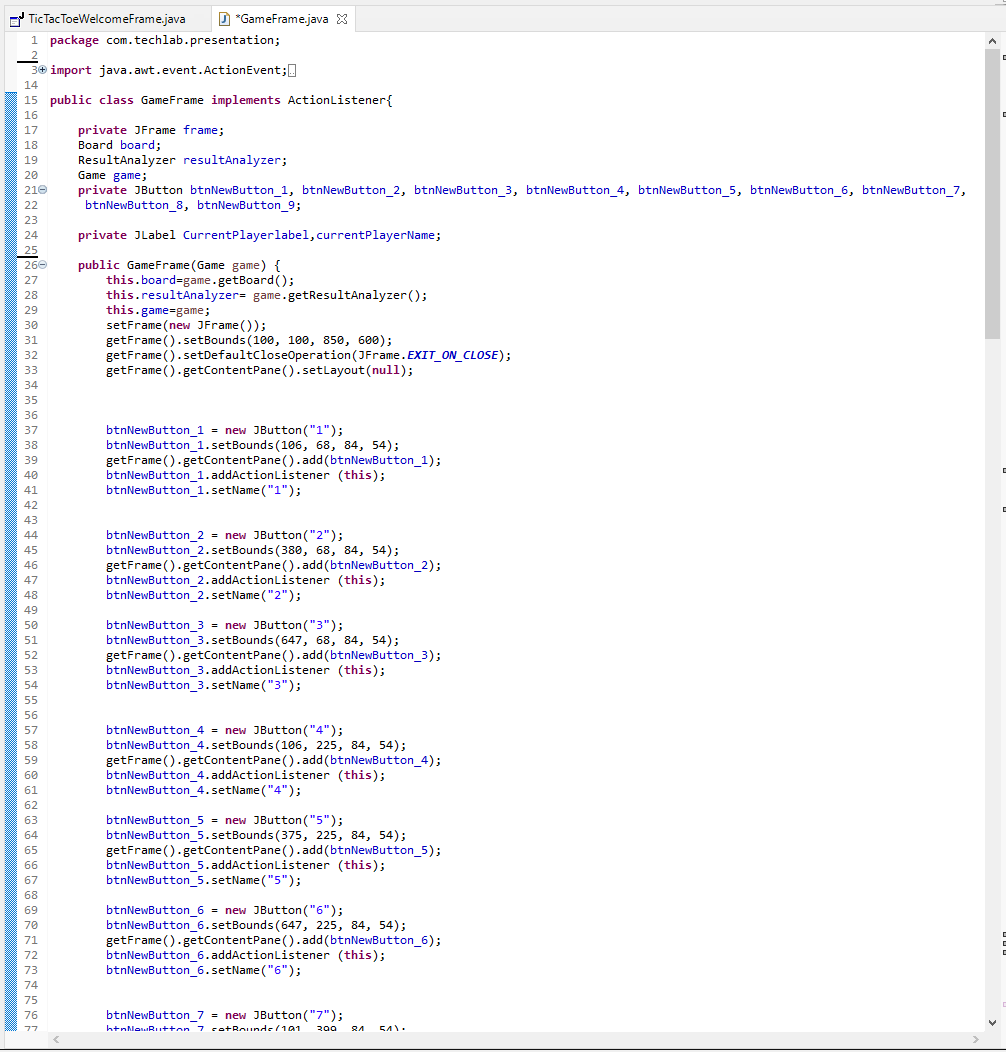 TicTacToeWelcomeFrame.java
*GameFrame.java
1 package com.techlab.presentation;
2
3 import java.awt.event.ActionEvent;
14
15 public class GameFrame implements ActionListener{
16
17 private JFrame frame;
18 Board board;
19 ResultAnalyzer resultAnalyzer;
20 Game game;
21 private JButton btnNewButton_1, btnNewButton_2, btnNewButton_3, btnNewButton_4, btnNewButton_5, btnNewButton_6, btnNewButton_7,
22 btnNewButton_8, btnNewButton_9;
23
24 private JLabel CurrentPlayerlabel,currentPlayerName;
25
26 public GameFrame(Game game) {
27 this.board=game.getBoard();
28 this.resultAnalyzer= game.getResultAnalyzer();
29 this.game=game;
30 setFrame(new JFrame());
31 getFrame().setBounds(100, 100, 850, 600);
32 getFrame().setDefaultCloseOperation(JFrame.EXIT_ON_CLOSE);
33 getFrame().getContentPane().setLayout(null);
34
35
36
37 btnNewButton_1 = new JButton("1");
38 btnNewButton_1.setBounds(106, 68, 84, 54);
39 getFrame().getContentPane().add(btnNewButton_1);
40 btnNewButton_1.addActionListener (this);
41 btnNewButton_1.setName("1");
42
43
44 btnNewButton_2 = new JButton("2");
45 btnNewButton_2.setBounds(380, 68, 84, 54);
46 getFrame().getContentPane().add(btnNewButton_2);
47 btnNewButton_2.addActionListener (this);
48 btnNewButton_2.setName("2");
49
50 btnNewButton_3 = new JButton("3");
51 btnNewButton_3.setBounds(647, 68, 84, 54);
52 getFrame().getContentPane().add(btnNewButton_3);
53 btnNewButton_3.addActionListener (this);
54 btnNewButton_3.setName("3");
55
56
57 btnNewButton_4 = new JButton("4");
58 btnNewButton_4.setBounds(106, 225, 84, 54);
59 getFrame().getContentPane().add(btnNewButton_4);
60 btnNewButton_4.addActionListener (this);
61 btnNewButton_4.setName("4");
62
63 btnNewButton_5 = new JButton("5");
64 btnNewButton_5.setBounds(375, 225, 84, 54);
65 getFrame().getContentPane().add(btnNewButton_5);
66 btnNewButton_5.addActionListener (this);
67 btnNewButton_5.setName("5");
68
69 btnNewButton_6 = new JButton("6");
70 btnNewButton_6.setBounds(647, 225, 84, 54);
71 getFrame().getContentPane().add(btnNewButton_6);
72 btnNewButton_6.addActionListener (this);
73 btnNewButton_6.setName("6");
74
75
76 btnNewButton_7 = new JButton("7");
77 btnNewButton_7.setBounds(101, 399, 84, 54);